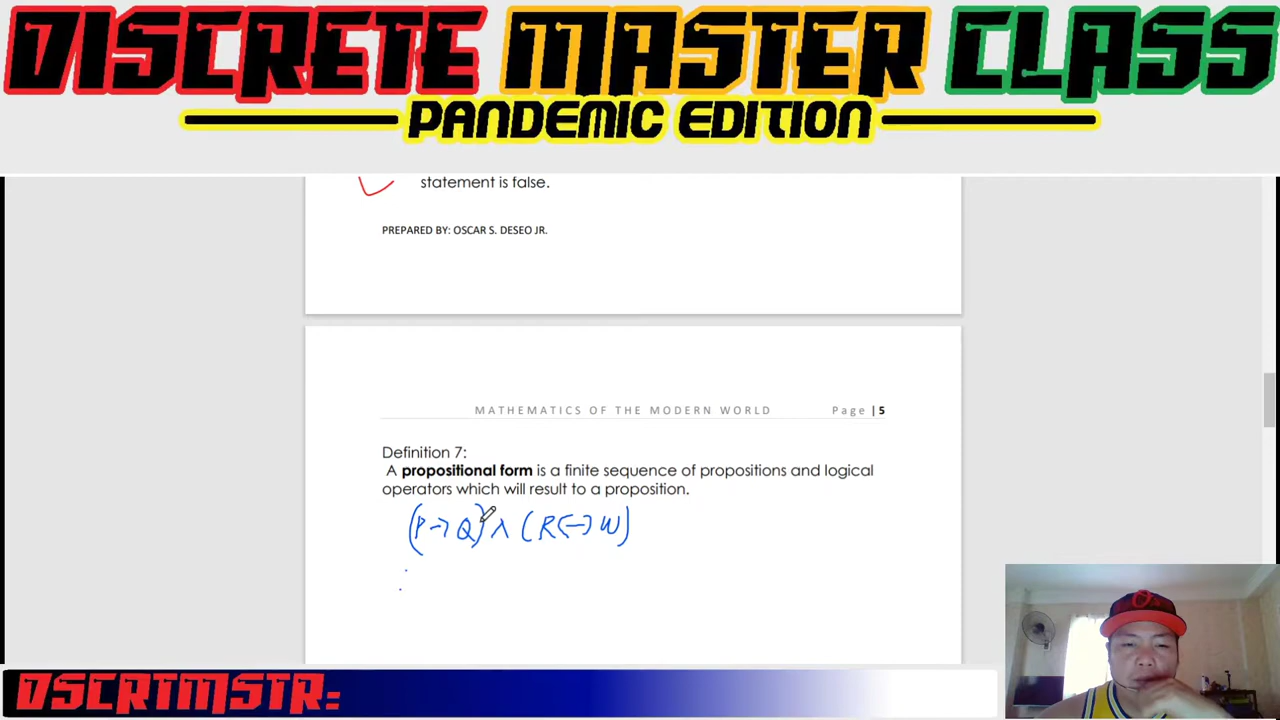 DISCRETE MASTER CLASS
PANDEMIC EDITION
statement is false.
PREPARED BY: OSCAR S. DESEO JR.
MATHEMATICS OF THE MODERN WORLD Page | 5
Definition 7:
A propositional form is a finite sequence of propositions and logical
operators which will result to a proposition.
(P→Q) ∧ (R↔W)
DSCRTMSTR: